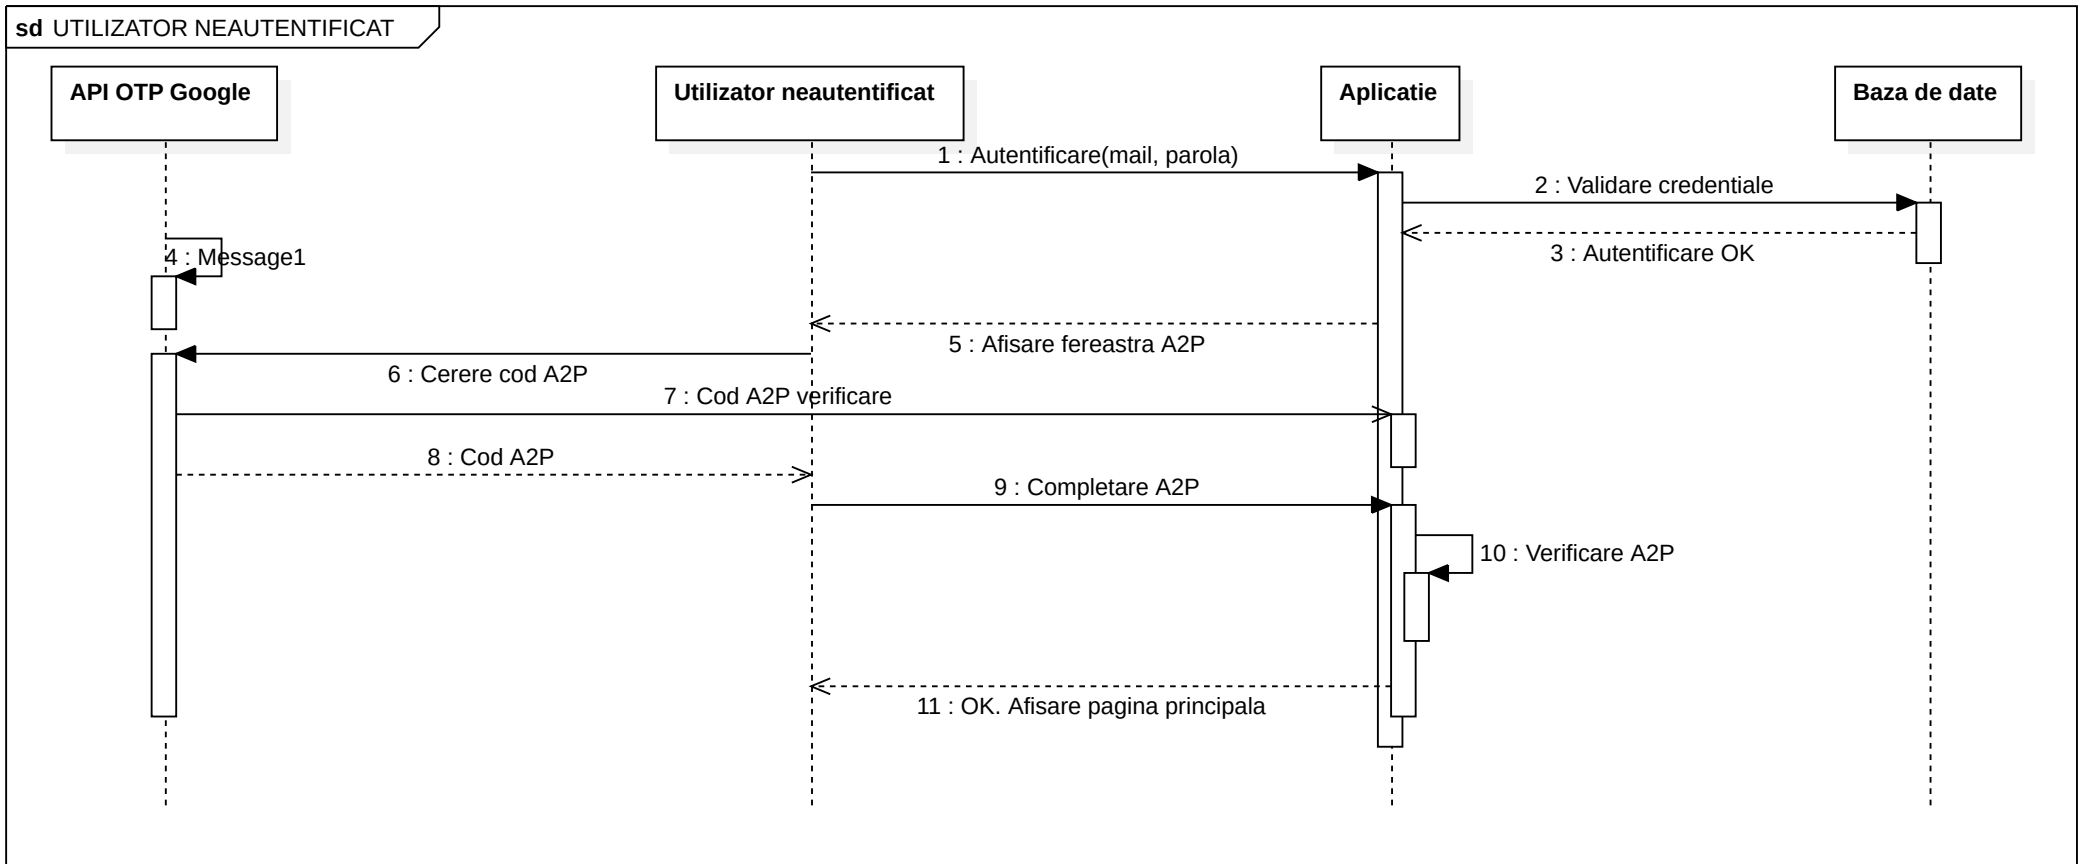 sd UTILIZATOR NEAUTENTIFICAT
API OTP Google
Utilizator neautentificat
Aplicatie
Baza de date
1 : Autentificare(mail, parola)
2 : Validare credentiale
3 : Autentificare OK
4 : Message1
5 : Afisare fereastra A2P
6 : Cerere cod A2P
7 : Cod A2P verificare
8 : Cod A2P
9 : Completare A2P
10 : Verificare A2P
11 : OK. Afisare pagina principala